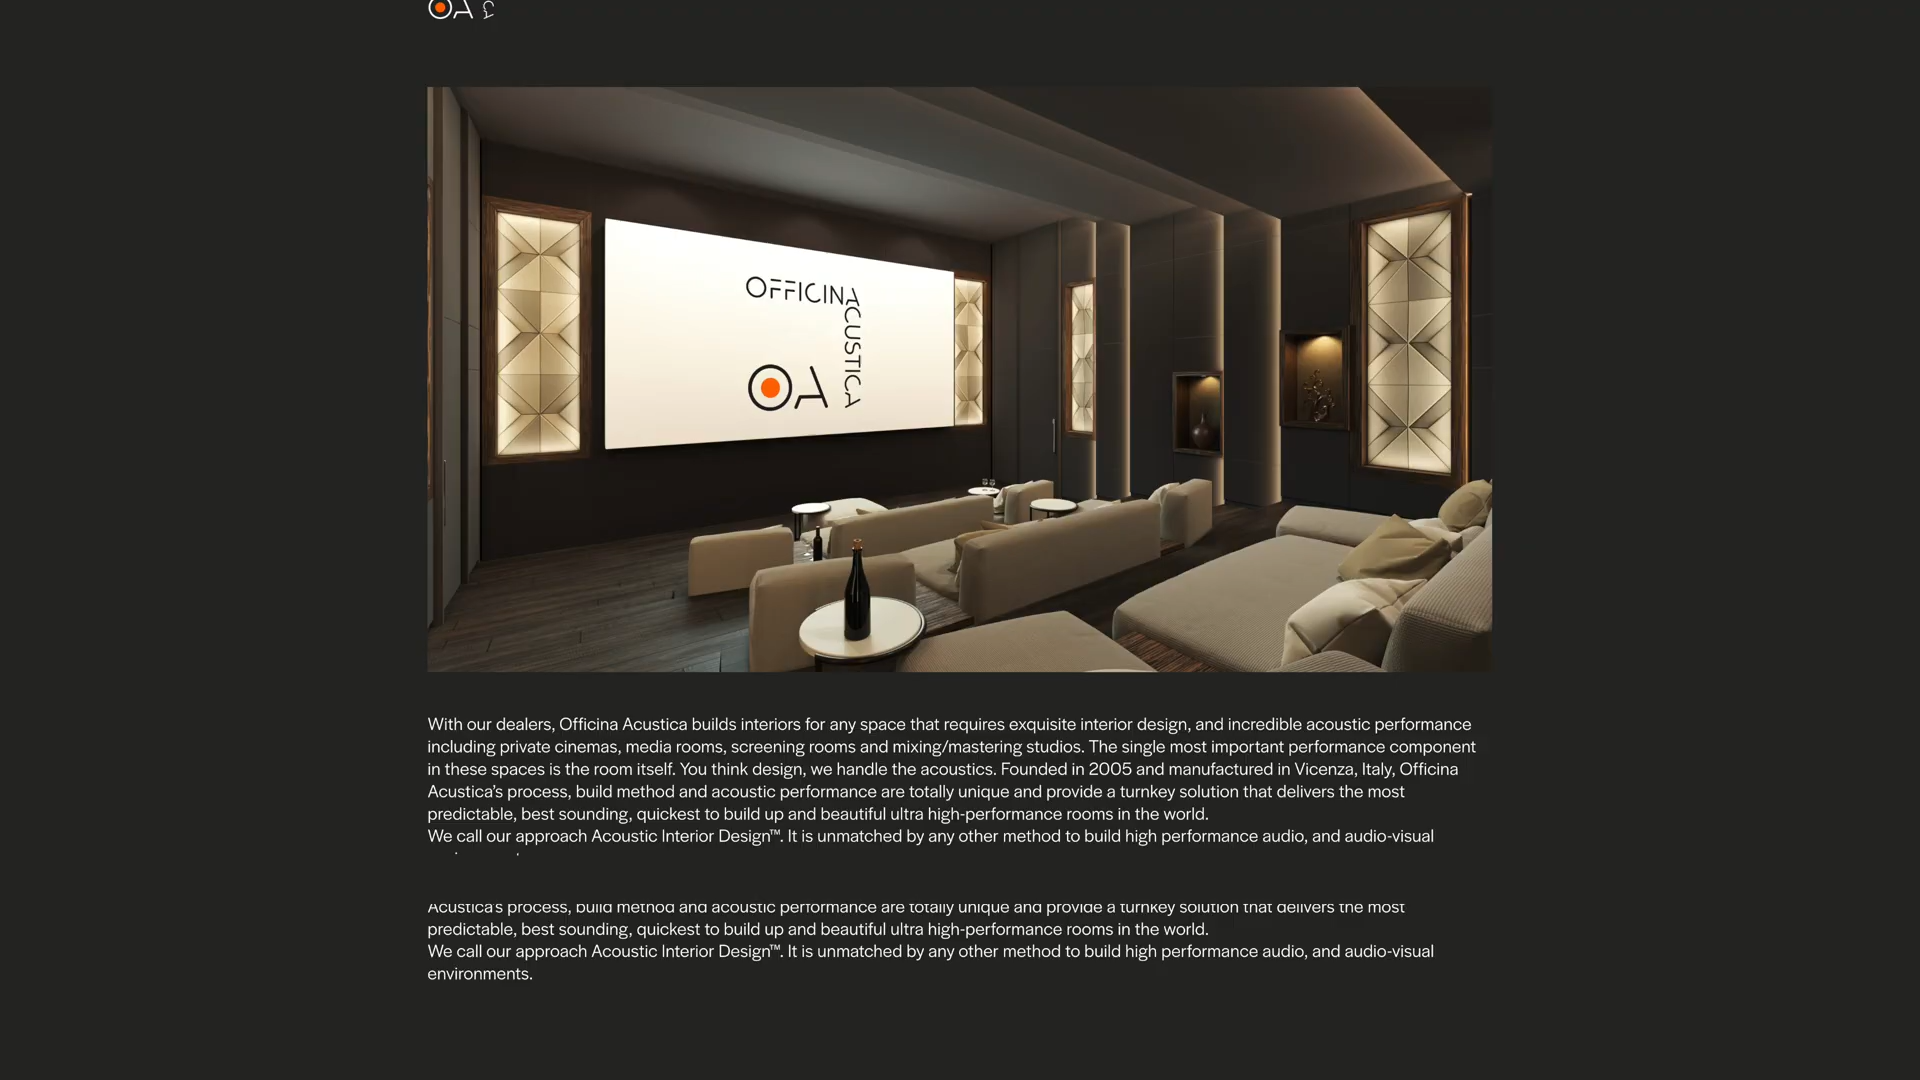 OA
OFFICINA
ACUSTICA
OA
With our dealers, Officina Acustica builds interiors for any space that requires exquisite interior design, and incredible acoustic performance
including private cinemas, media rooms, screening rooms and mixing/mastering studios. The single most important performance component
in these spaces is the room itself. You think design, we handle the acoustics. Founded in 2005 and manufactured in Vicenza, Italy, Officina
Acustica's process, build method and acoustic performance are totally unique and provide a turnkey solution that delivers the most
predictable, best sounding, quickest to build up and beautiful ultra high-performance rooms in the world.
We call our approach Acoustic Interior Design™. It is unmatched by any other method to build high performance audio, and audio-visual
Acustica's process, build method and acoustic performance are totally unique and provide a turnkey solution that delivers the most
predictable, best sounding, quickest to build up and beautiful ultra high-performance rooms in the world.
We call our approach Acoustic Interior Design™. It is unmatched by any other method to build high performance audio, and audio-visual
environments.